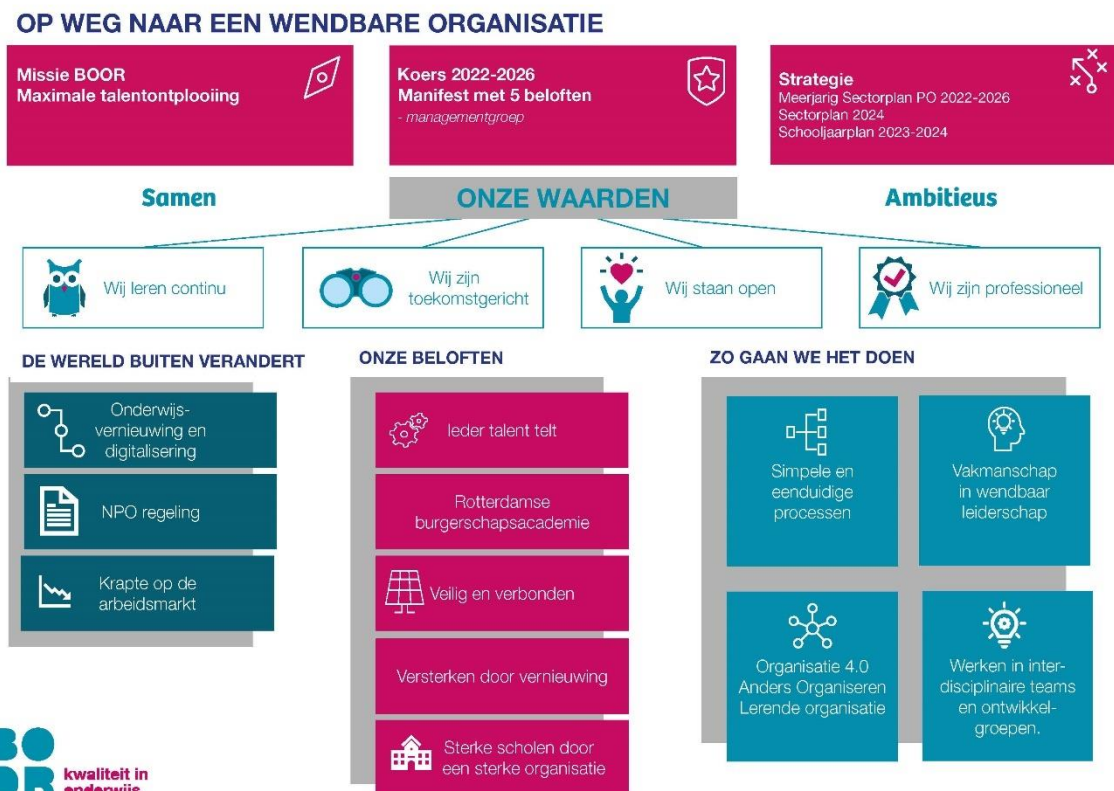 OP WEG NAAR EEN WENDBARE ORGANISATIE
Missie BOOR
Maximale talentontplooiing
Koers 2022-2026
Manifest met 5 beloften
- managementgroep
Strategie
Meerjarig Sectorplan PO 2022-2026
Sectorplan 2024
Schooljaarplan 2023-2024
Samen
ONZE WAARDEN
Ambitieus
Wij leren continu
Wij zijn
toekomstgericht
Wij staan open
Wij zijn professioneel
DE WERELD BUITEN VERANDERT
Onderwijs-
vernieuwing en
digitalisering
NPO regeling
Krapte op de
arbeidsmarkt
ONZE BELOFTEN
Ieder talent telt
Rotterdamse
burgerschapsacademie
Veilig en verbonden
Versterken door vernieuwing
Sterke scholen door
een sterke organisatie
ZO GAAN WE HET DOEN
Simpele en
eenduidige
processen
Vakmanschap
in wendbaar
leiderschap
Organisatie 4.0
Anders Organiseren
Lerende organisatie
Werken in inter-
disciplinaire teams
en ontwikkel-
groepen.
BO
OR
kwaliteit in
onderwijs